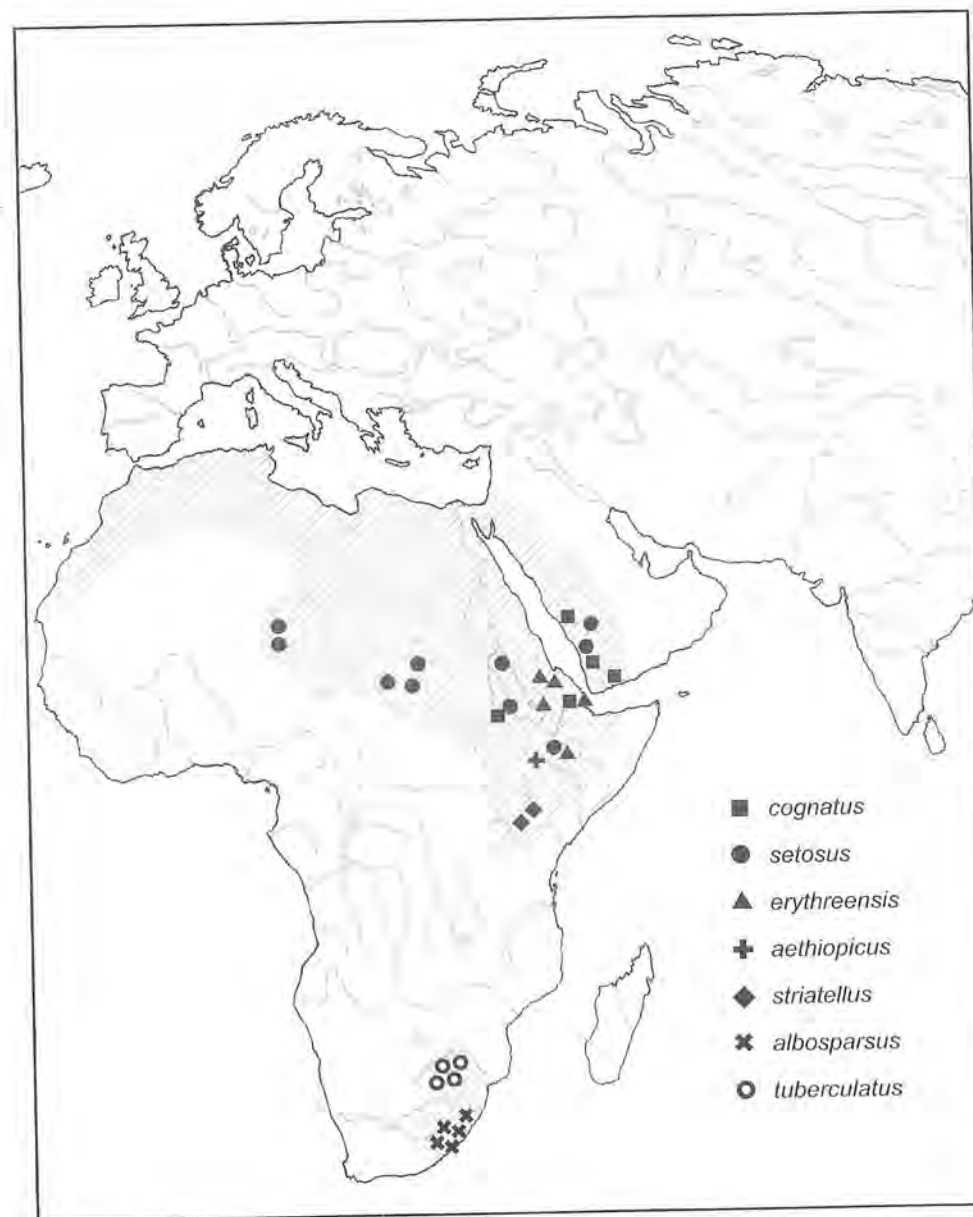 cognatus
setosus
erythreensis
aethiopicus
striatellus
albosparsus
tuberculatus